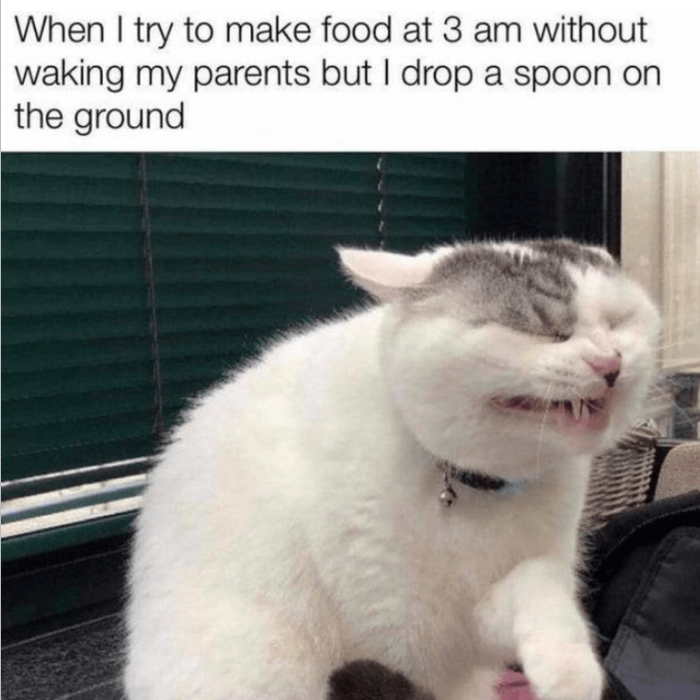 When I try to make food at 3 am without
waking my parents but I drop a spoon on
the ground